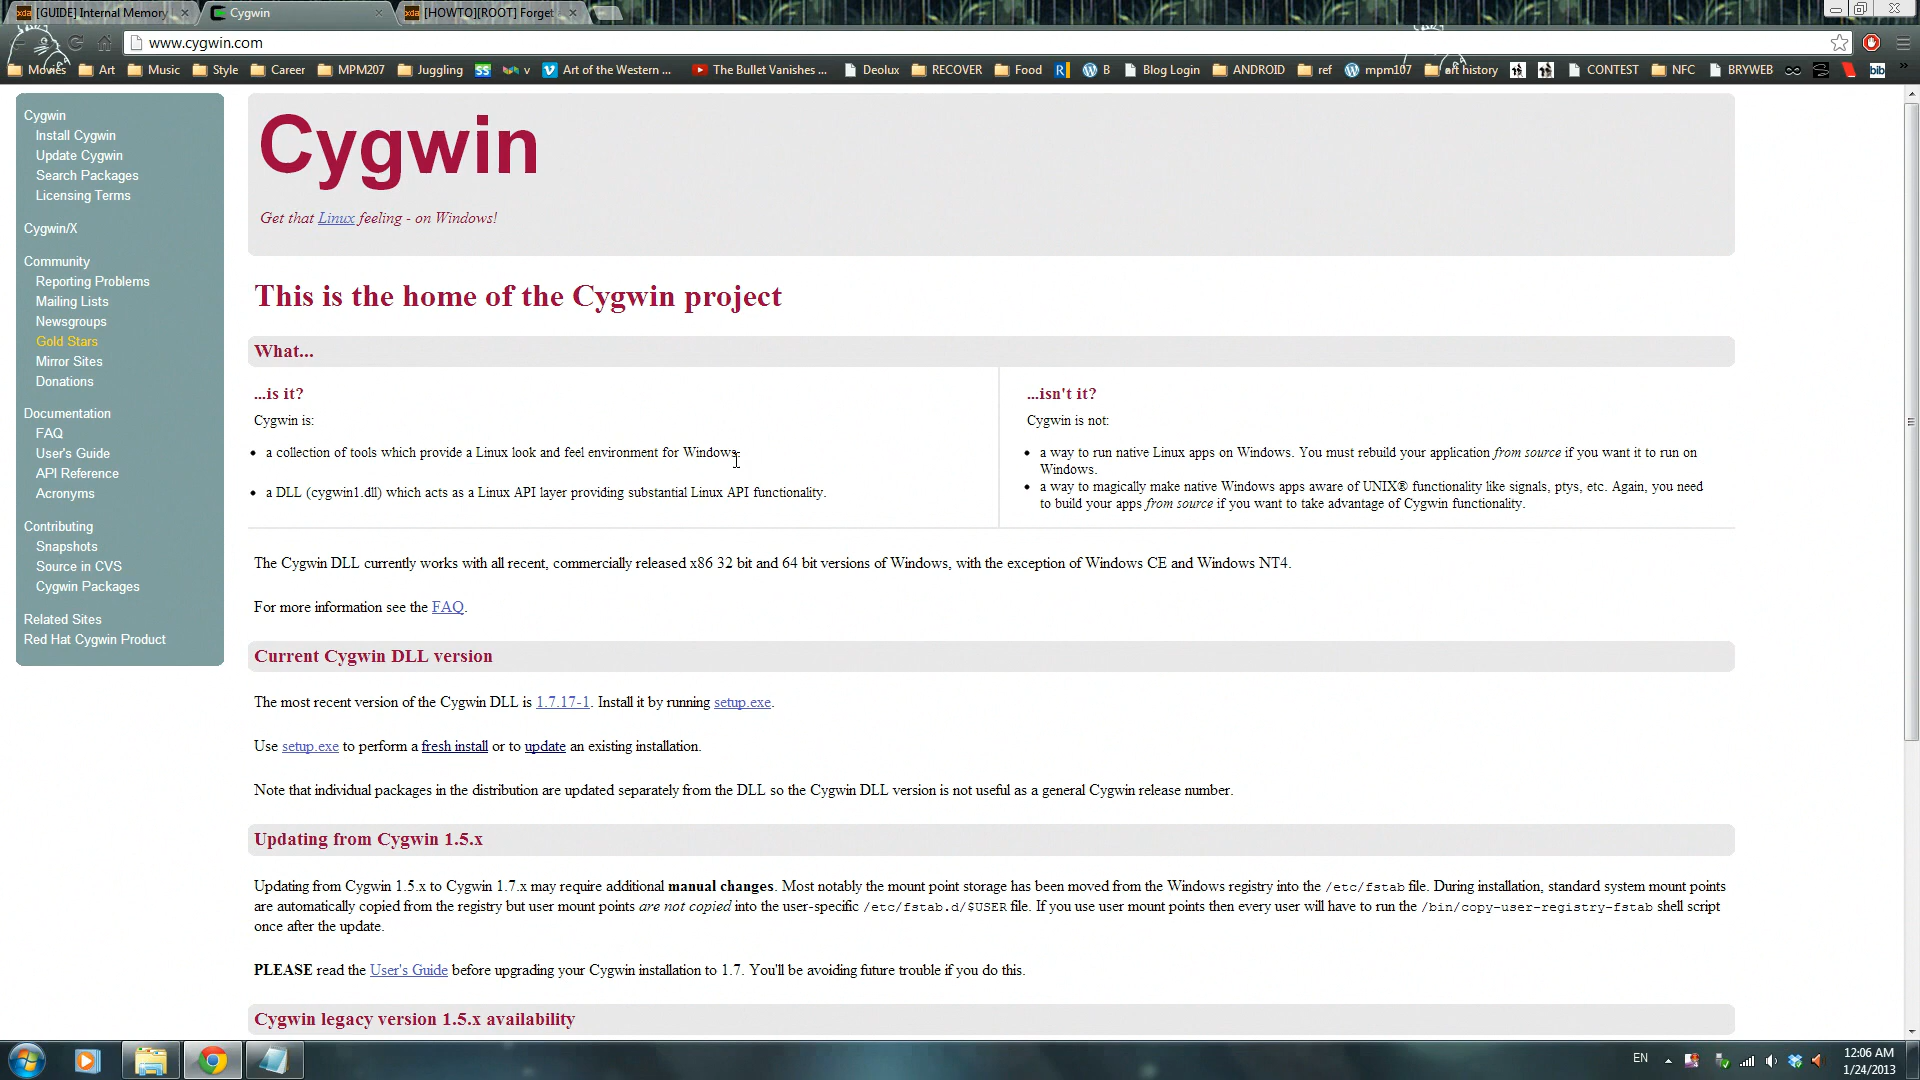 [GUIDE] Internal Memory
Cygwin
[HOWTO][ROOT] Forget
www.cygwin.com
Movies Art Music Style Career MPM207 Juggling SS v Art of the Western ... The Bullet Vanishes ... Deolux RECOVER Food R B Blog Login ANDROID ref mpm107 art history CONTEST NFC BRYWEB bib »
Cygwin
Install Cygwin
Update Cygwin
Search Packages
Licensing Terms
Cygwin/X
Community
Reporting Problems
Mailing Lists
Newsgroups
Gold Stars
Mirror Sites
Donations
Documentation
FAQ
User's Guide
API Reference
Acronyms
Contributing
Snapshots
Source in CVS
Cygwin Packages
Related Sites
Red Hat Cygwin Product
Cygwin
Get that Linux feeling - on Windows!
This is the home of the Cygwin project
What...
...is it?
Cygwin is:
a collection of tools which provide a Linux look and feel environment for Windows.
a DLL (cygwin1.dll) which acts as a Linux API layer providing substantial Linux API functionality.
...isn't it?
Cygwin is not:
a way to run native Linux apps on Windows. You must rebuild your application from source if you want it to run on
Windows.
a way to magically make native Windows apps aware of UNIX® functionality like signals, ptys, etc. Again, you need
to build your apps from source if you want to take advantage of Cygwin functionality.
The Cygwin DLL currently works with all recent, commercially released x86 32 bit and 64 bit versions of Windows, with the exception of Windows CE and Windows NT4.
For more information see the FAQ.
Current Cygwin DLL version
The most recent version of the Cygwin DLL is 1.7.17-1. Install it by running setup.exe.
Use setup.exe to perform a fresh install or to update an existing installation.
Note that individual packages in the distribution are updated separately from the DLL so the Cygwin DLL version is not useful as a general Cygwin release number.
Updating from Cygwin 1.5.x
Updating from Cygwin 1.5.x to Cygwin 1.7.x may require additional manual changes. Most notably the mount point storage has been moved from the Windows registry into the /etc/fstab file. During installation, standard system mount points
are automatically copied from the registry but user mount points are not copied into the user-specific /etc/fstab.d/$USER file. If you use user mount points then every user will have to run the /bin/copy-user-registry-fstab shell script
once after the update.
PLEASE read the User's Guide before upgrading your Cygwin installation to 1.7. You'll be avoiding future trouble if you do this.
Cygwin legacy version 1.5.x availability
EN
12:06 AM
1/24/2013